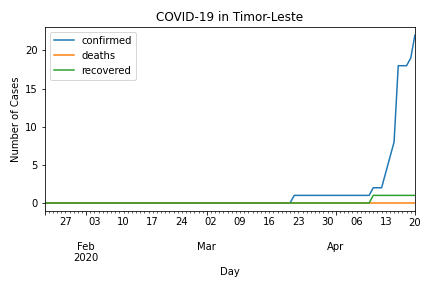 COVID-19 in Timor-Leste
confirmed
deaths
recovered
Number of Cases
20
15
10
5
0
27 03 10 17 24 02 09 16 23 30 06 13 20
Feb Mar Apr
2020
Day